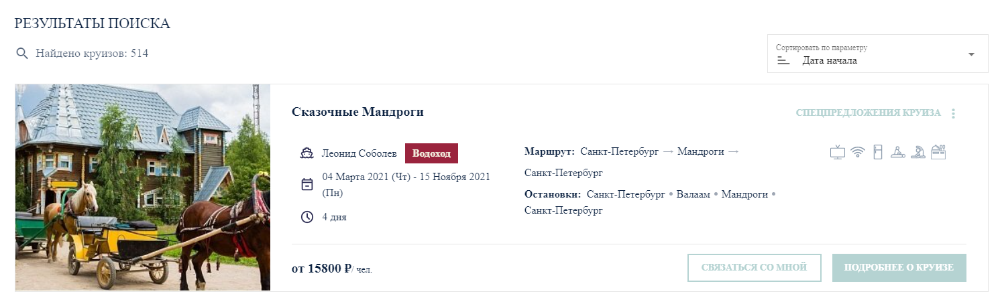 РЕЗУЛЬТАТЫ ПОИСКА
Найдено круизов: 514
Сортировать по параметру
Дата начала
Сказочные Мандроги
СПЕЦПРЕДЛОЖЕНИЯ КРУИЗА
Леонид Соболев Водоход
04 Марта 2021 (Чт) - 15 Ноября 2021
(Пн)
4 дня
Маршрут: Санкт-Петербург → Мандроги →
Санкт-Петербург
Остановки: Санкт-Петербург • Валаам • Мандроги •
Санкт-Петербург
от 15800 ₽/ чел.
СВЯЗАТЬСЯ СО МНОЙ
ПОДРОБНЕЕ О КРУИЗЕ